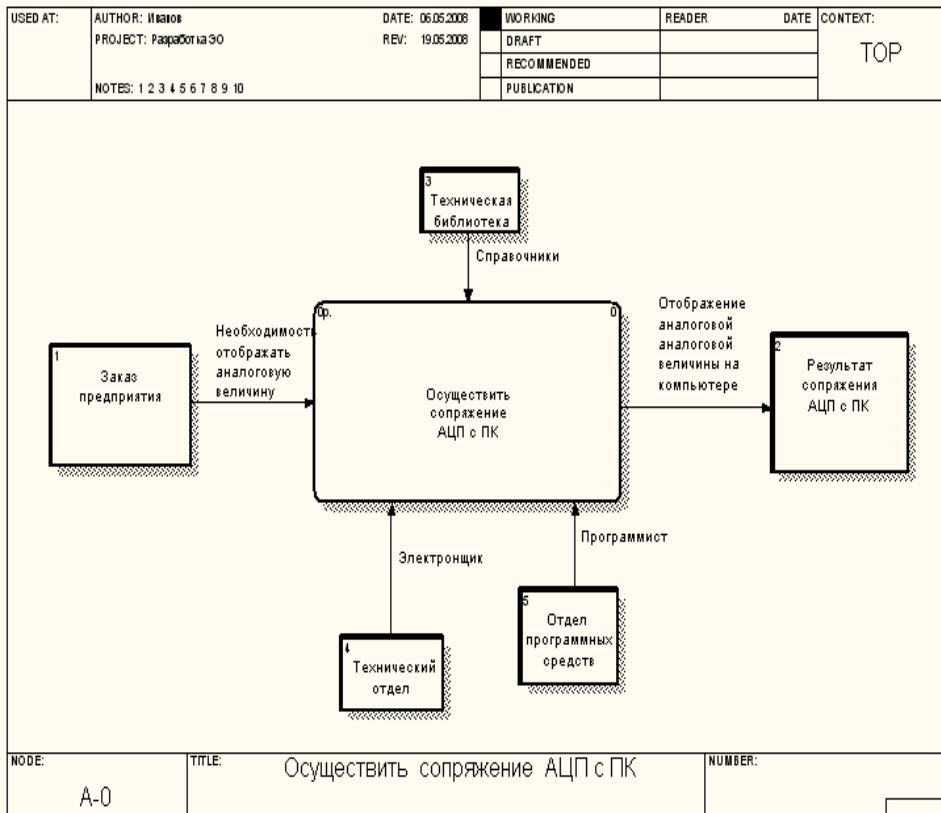 USED AT:
AUTHOR: Иванов
DATE: 06.05.2008
WORKING
READER
DATE
CONTEXT:
PROJECT: Разработка ЭО
REV: 19.05.2008
DRAFT
TOP
RECOMMENDED
NOTES: 1 2 3 4 5 6 7 8 9 10
PUBLICATION
3
Техническая
библиотека
Справочники
1
Заказ
предприятия
Необходимость
отображать
аналоговую
величину
0р.
0
Осуществить
сопряжение
АЦП с ПК
Отображение
аналоговой
аналоговой
величины на
компьютере
2
Результат
сопряжения
АЦП с ПК
Электронщик
Программист
4
Технический
отдел
5
Отдел
программных
средств
NODE:
A-0
TITLE:
Осуществить сопряжение АЦП с ПК
NUMBER: